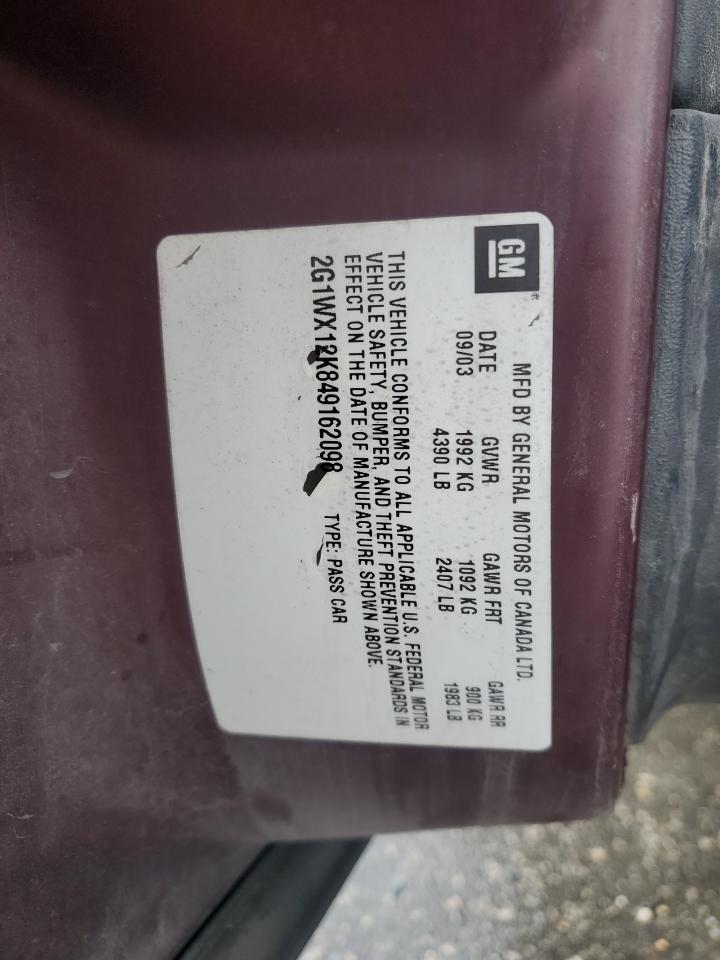 GM
MFD BY GENERAL MOTORS OF CANADA LTD.
DATE GVWR GAWR FRT GAWR RR
09/03 1992 KG 1092 KG 900 KG
4390 LB 2407 LB 1983 LB
THIS VEHICLE CONFORMS TO ALL APPLICABLE U.S. FEDERAL MOTOR
VEHICLE SAFETY, BUMPER, AND THEFT PREVENTION STANDARDS IN
EFFECT ON THE DATE OF MANUFACTURE SHOWN ABOVE.
2G1WX12K849162098 TYPE: PASS CAR